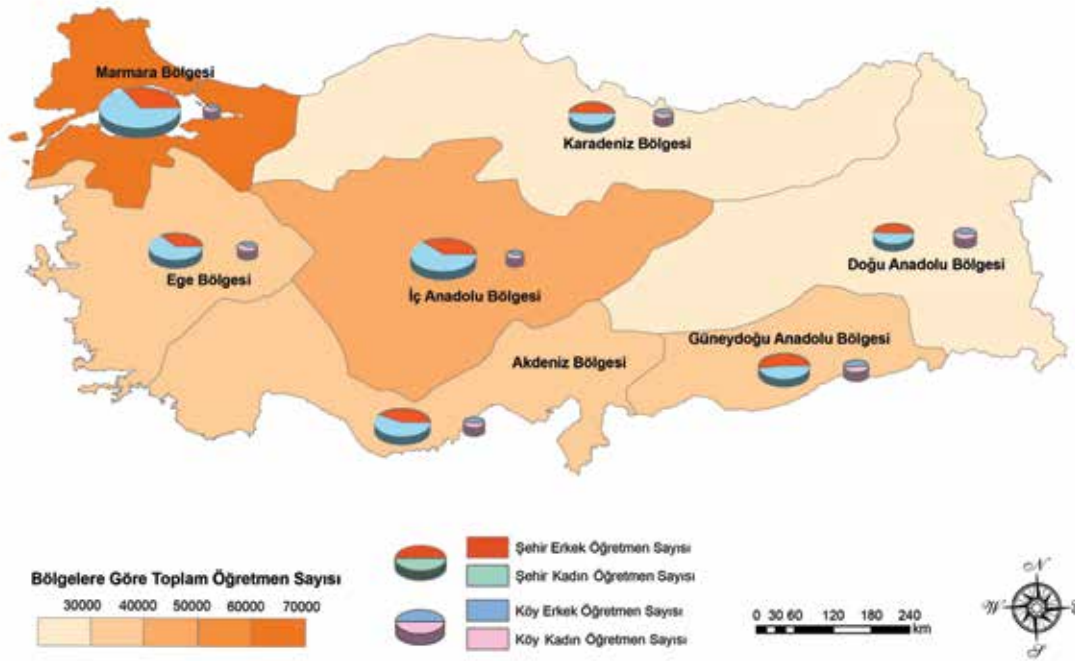 Marmara Bölgesi
Karadeniz Bölgesi
Ege Bölgesi
İç Anadolu Bölgesi
Doğu Anadolu Bölgesi
Akdeniz Bölgesi
Güneydoğu Anadolu Bölgesi
Bölgelere Göre Toplam Öğretmen Sayısı
30000 40000 50000 60000 70000
Şehir Erkek Öğretmen Sayısı
Şehir Kadın Öğretmen Sayısı
Köy Erkek Öğretmen Sayısı
Köy Kadın Öğretmen Sayısı
0 30 60 120 180 240
km
N
W E
S